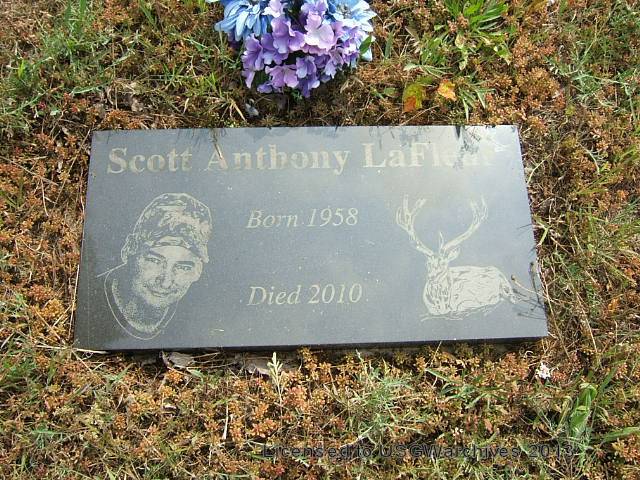 Scott Anthony LaFleur
Born 1958
Died 2010
Licensed to USGWarchives 2013